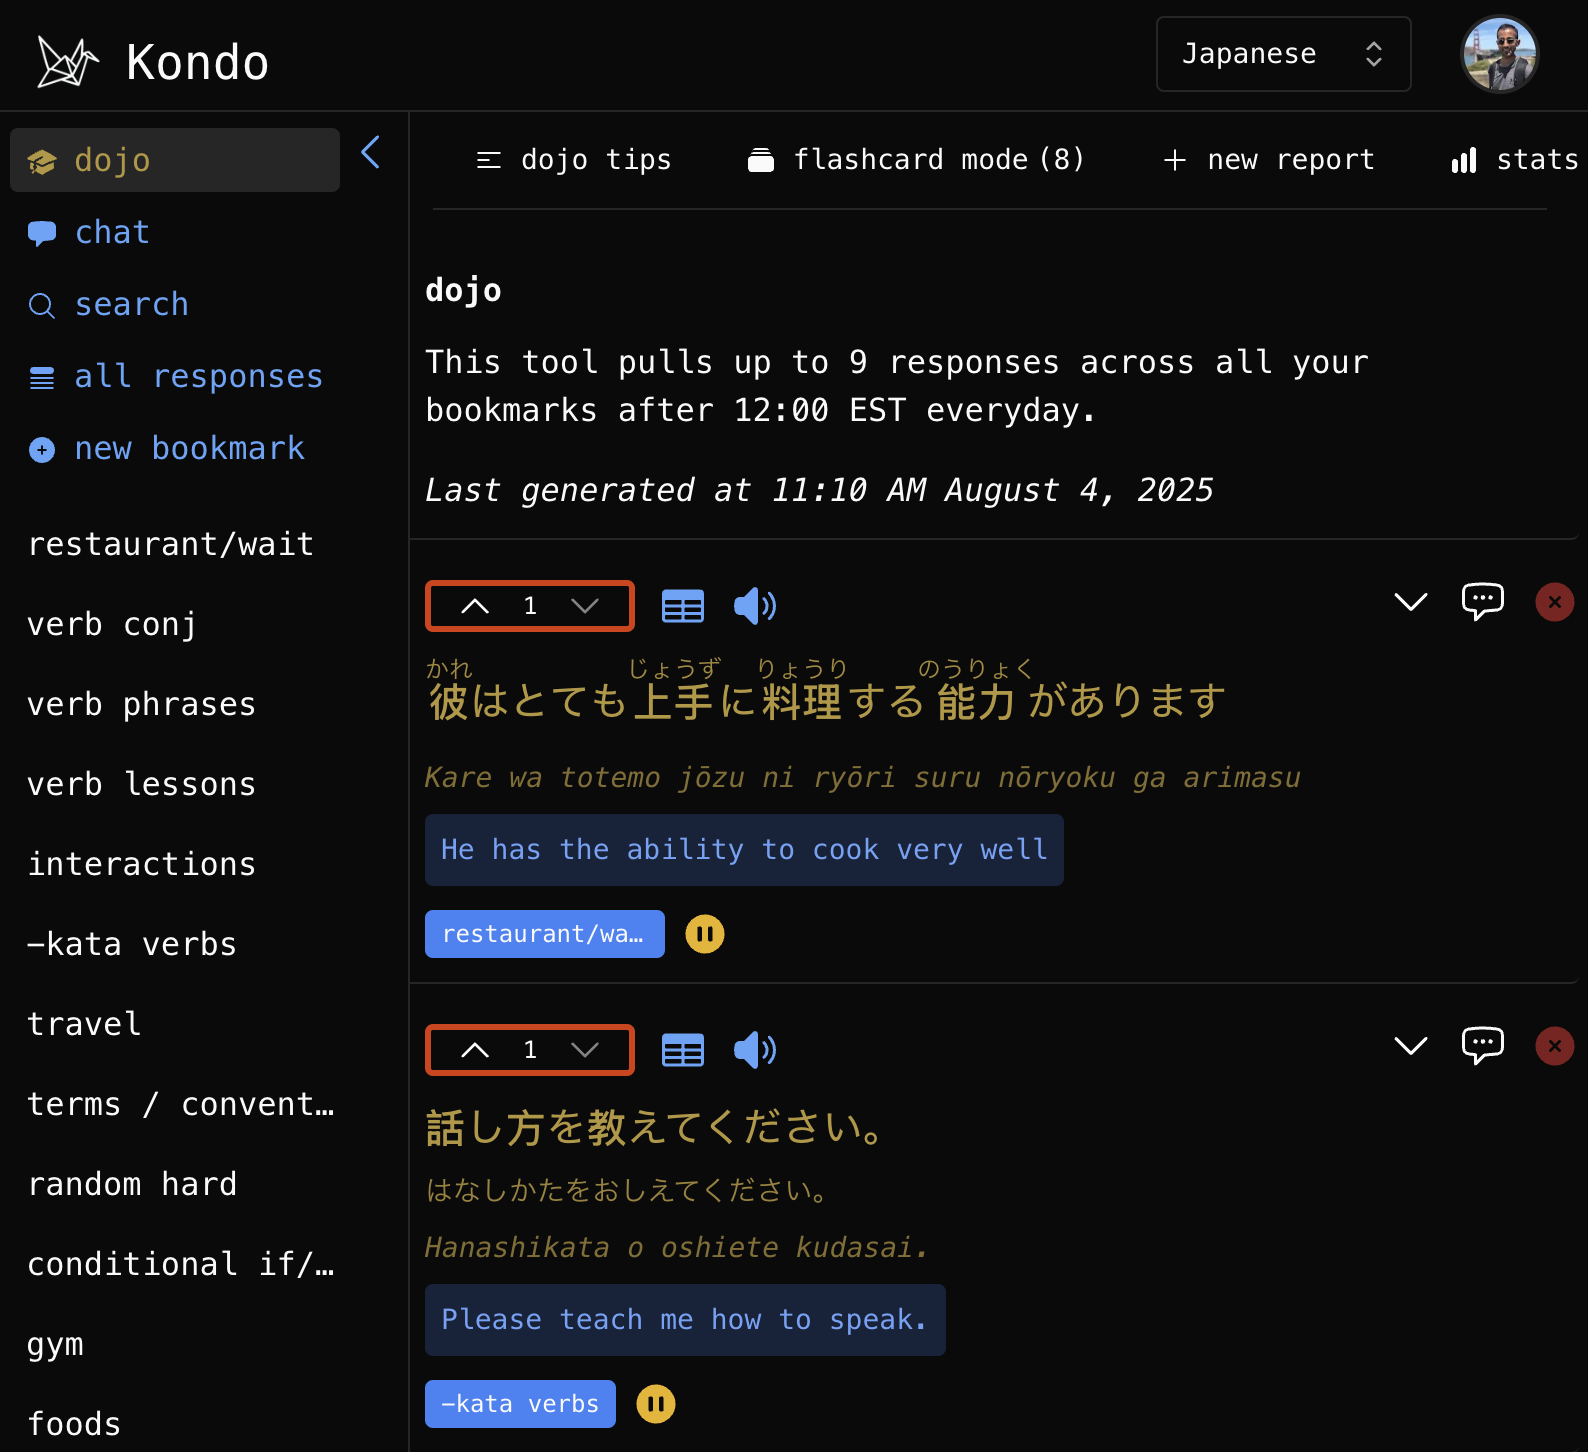 Kondo
Japanese
dojo
chat
search
all responses
new bookmark
restaurant/wait
verb conj
verb phrases
verb lessons
interactions
-kata verbs
travel
terms / convent…
random hard
conditional if/…
gym
foods
dojo tips
flashcard mode (8)
+ new report
stats
dojo
This tool pulls up to 9 responses across all your
bookmarks after 12:00 EST everyday.
Last generated at 11:10 AM August 4, 2025
1
かれ じょうず りょうり のうりょく
彼はとても上手に料理する能力があります
Kare wa totemo jōzu ni ryōri suru nōryoku ga arimasu
He has the ability to cook very well
restaurant/wa…
1
話し方を教えてください。
はなしかたをおしえてください。
Hanashikata o oshiete kudasai.
Please teach me how to speak.
-kata verbs